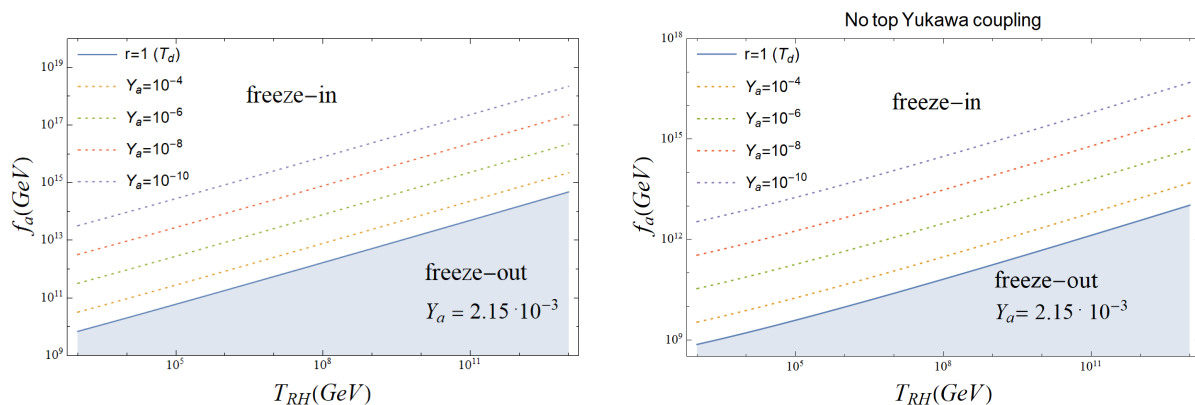 r=1 (T_d)
Y_a=10^-4
Y_a=10^-6
Y_a=10^-8
Y_a=10^-10
freeze-in
freeze-out
Y_a = 2.15 · 10^-3
f_a(GeV)
10^19
10^17
10^15
10^13
10^11
10^9
10^5
10^8
10^11
T_RH(GeV)
No top Yukawa coupling
r=1 (T_d)
Y_a=10^-4
Y_a=10^-6
Y_a=10^-8
Y_a=10^-10
freeze-in
freeze-out
Y_a= 2.15 · 10^-3
f_a(GeV)
10^18
10^15
10^12
10^9
10^5
10^8
10^11
T_RH(GeV)